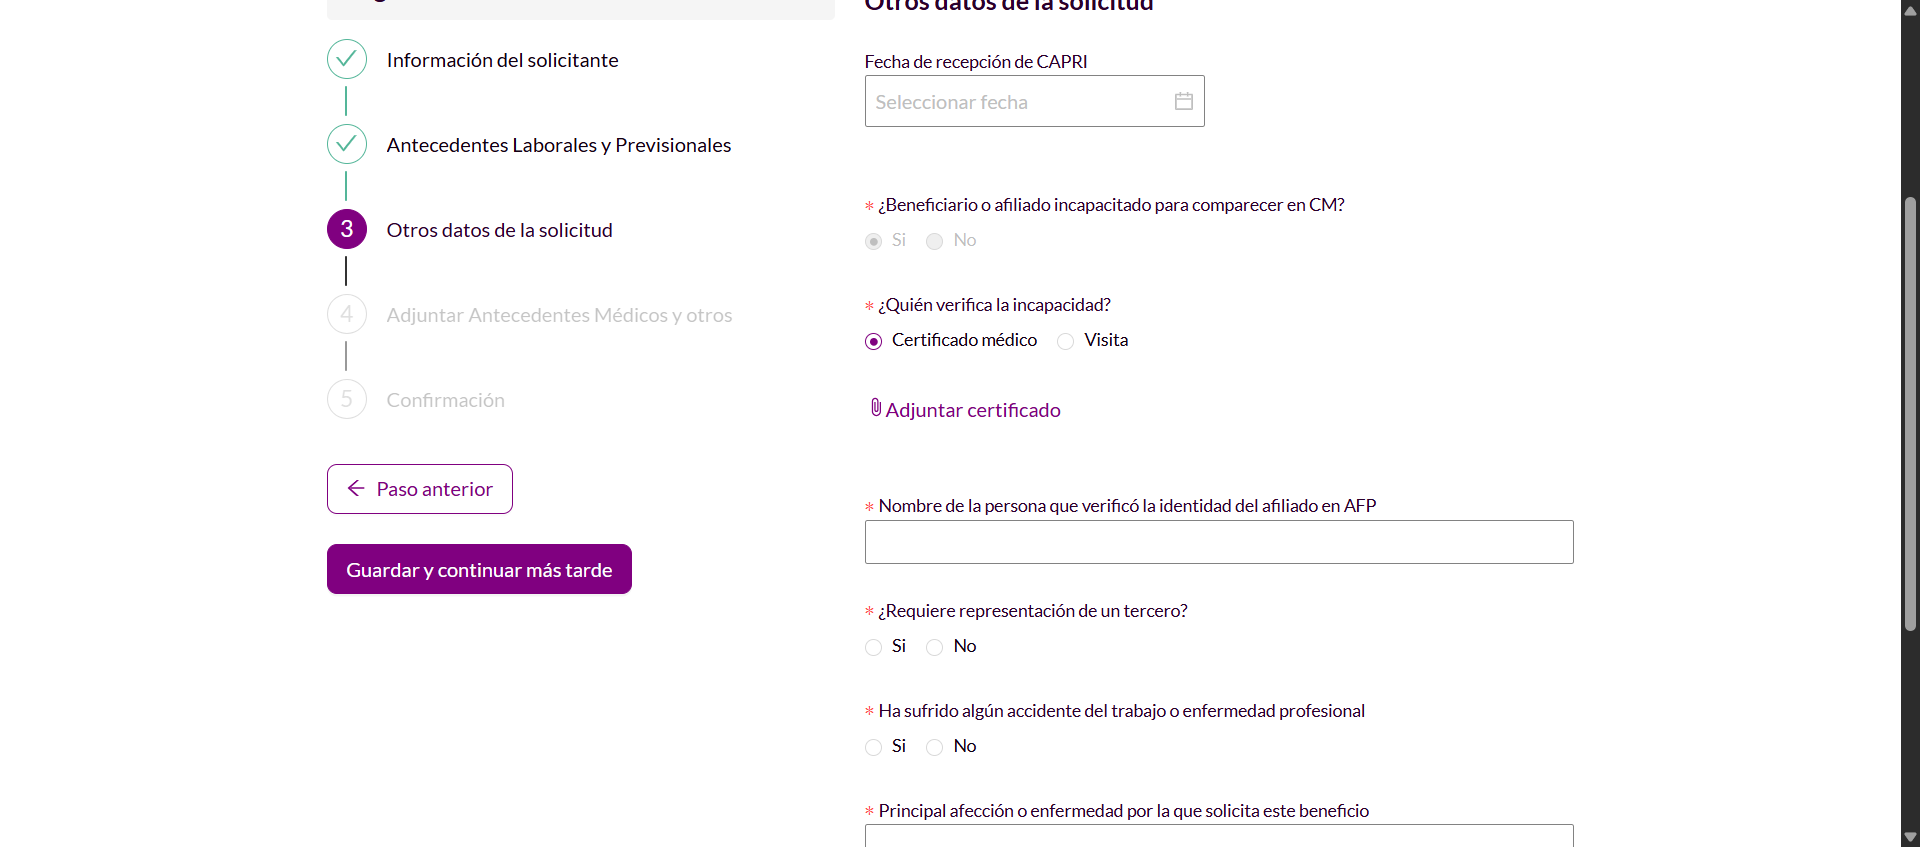 Información del solicitante
Antecedentes Laborales y Previsionales
3
Otros datos de la solicitud
4
Adjuntar Antecedentes Médicos y otros
5
Confirmación
Paso anterior
Guardar y continuar más tarde
Otros datos de la solicitud
Fecha de recepción de CAPRI
Seleccionar fecha
* ¿Beneficiario o afiliado incapacitado para comparecer en CM?
Si No
* ¿Quién verifica la incapacidad?
Certificado médico Visita
Adjuntar certificado
* Nombre de la persona que verificó la identidad del afiliado en AFP
* ¿Requiere representación de un tercero?
Si No
* Ha sufrido algún accidente del trabajo o enfermedad profesional
Si No
* Principal afección o enfermedad por la que solicita este beneficio